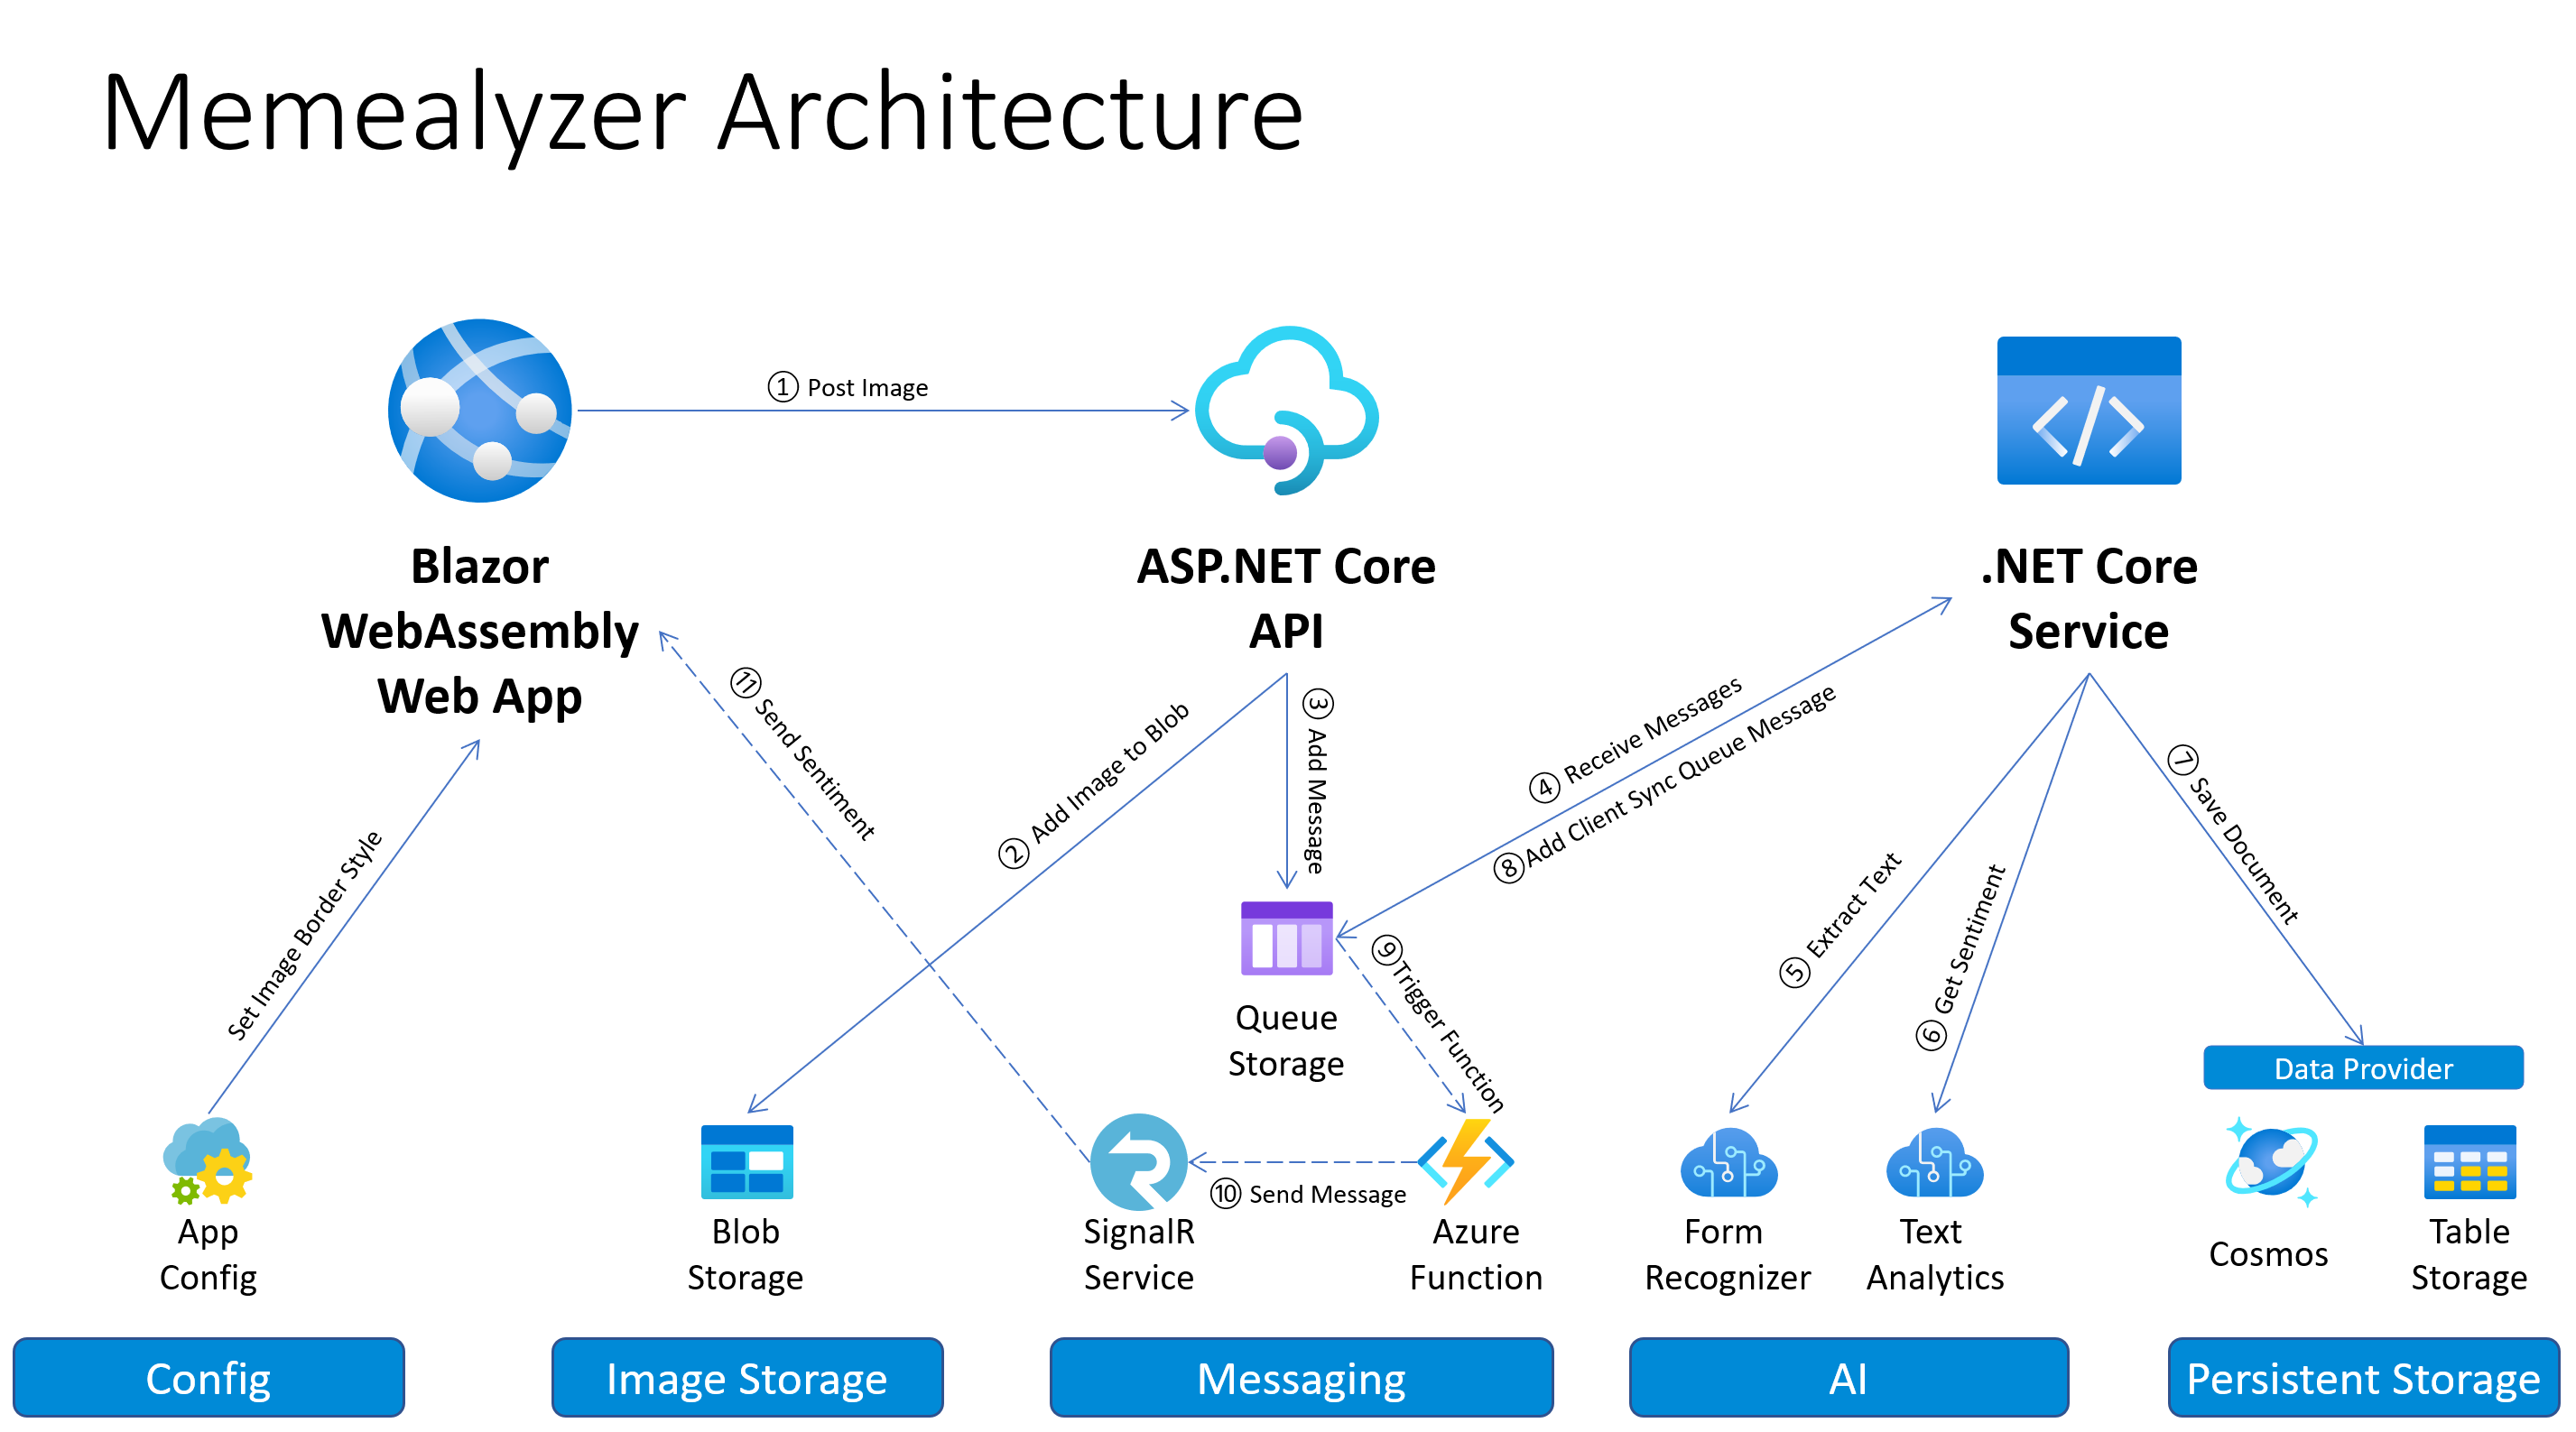 Memealyzer Architecture
① Post Image
Blazor
WebAssembly
Web App
ASP.NET Core
API
.NET Core
Service
⑪ Send Sentiment
② Add Image to Blob
③ Add Message
④ Receive Messages
⑧Add Client Sync Queue Message
⑦ Save Document
Set Image Border Style
⑤ Extract Text
⑥ Get Sentiment
⑨Trigger Function
Queue
Storage
Data Provider
⑩ Send Message
App
Config
Blob
Storage
SignalR
Service
Azure
Function
Form
Recognizer
Text
Analytics
Cosmos
Table
Storage
Config
Image Storage
Messaging
AI
Persistent Storage